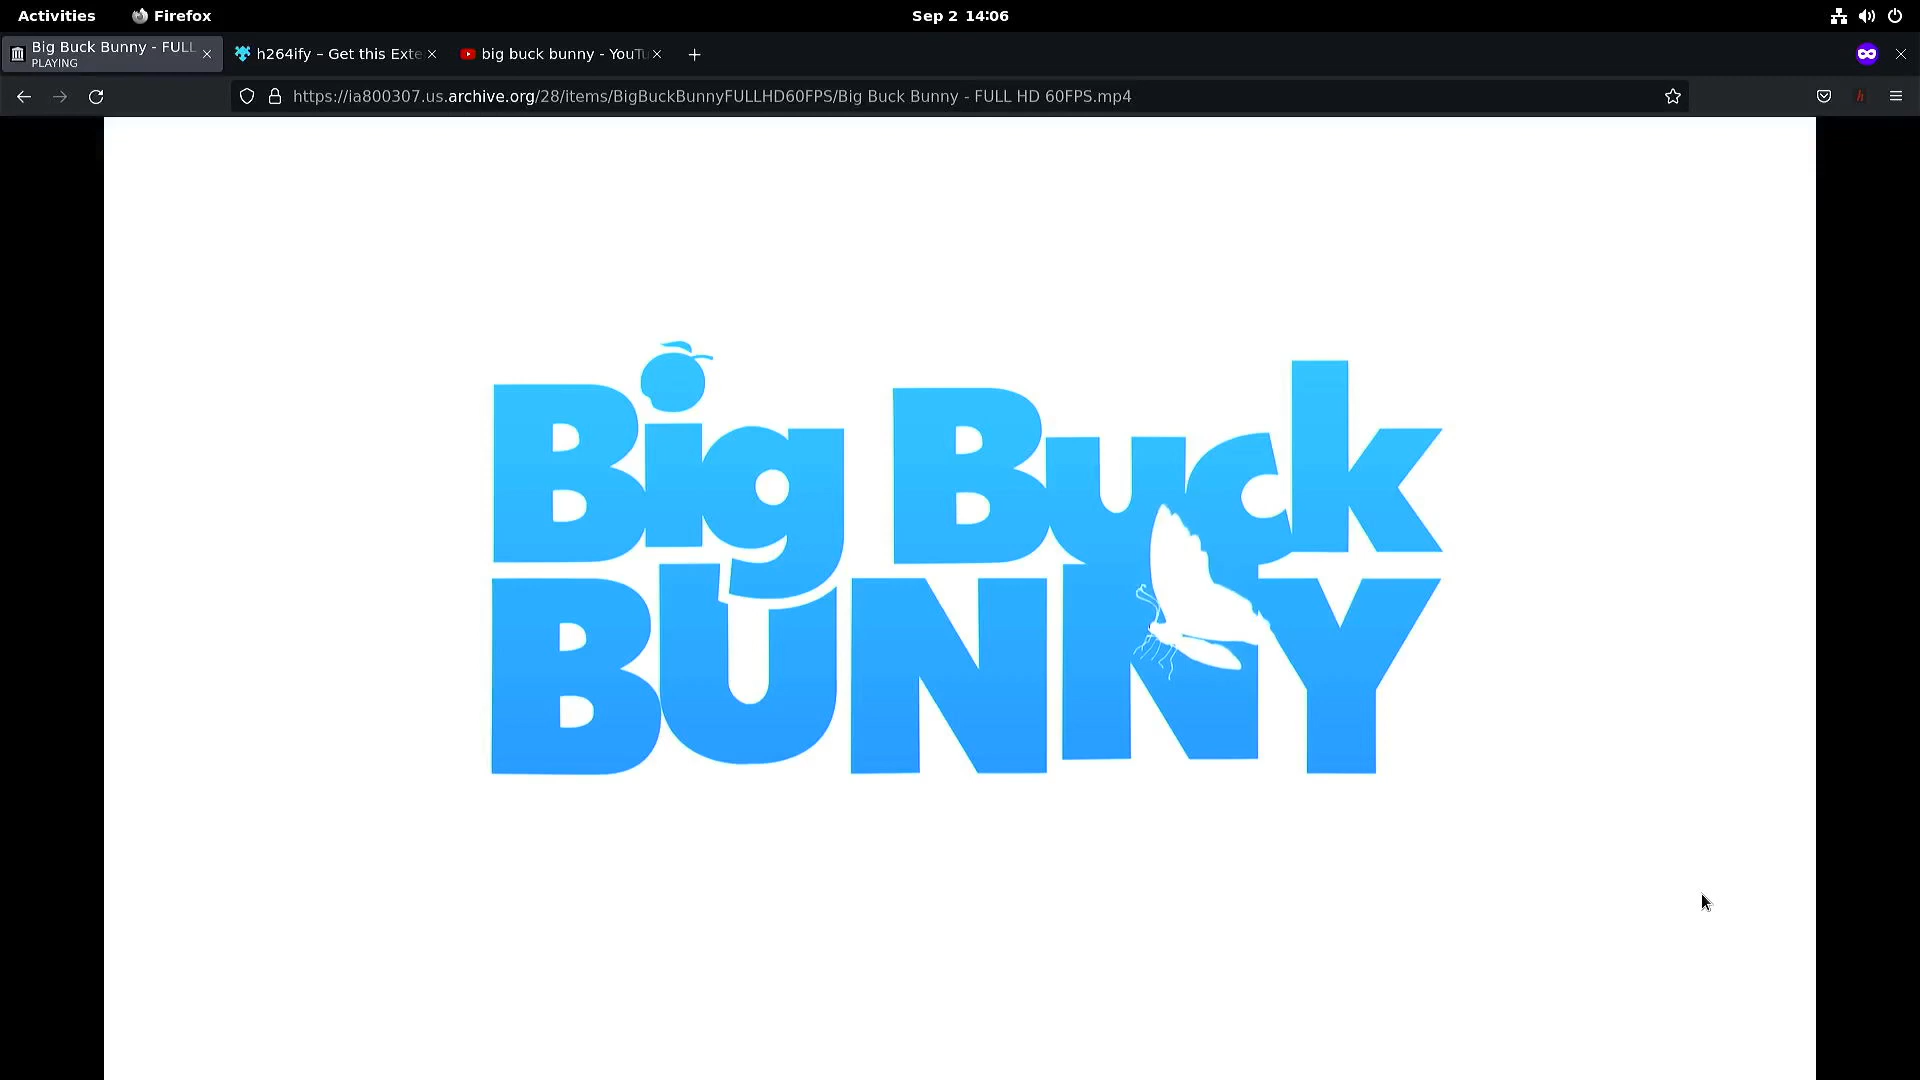 Activities Firefox Sep 2 14:06
Big Buck Bunny - FULL
PLAYING
h264ify – Get this Exte
big buck bunny - YouTu
https://ia800307.us.archive.org/28/items/BigBuckBunnyFULLHD60FPS/Big Buck Bunny - FULL HD 60FPS.mp4
h
Big Buck
BUNNY